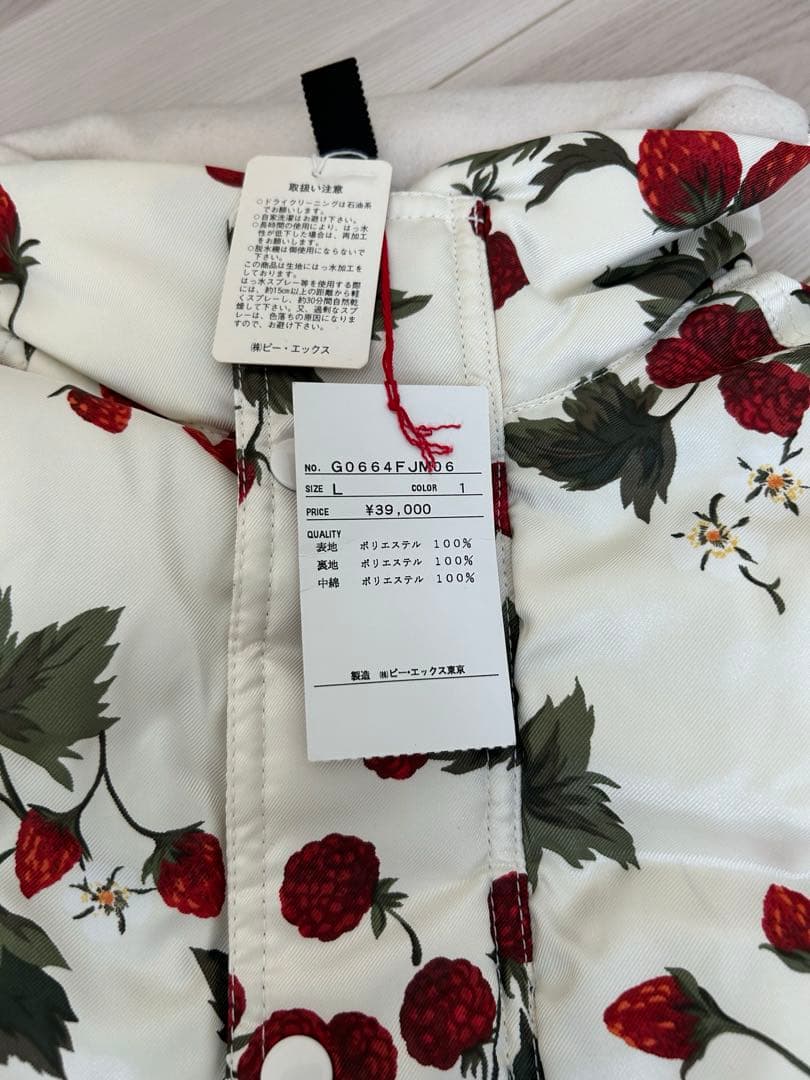 取扱い注意
○ドライクリーニングは石油系
でお願いします。
○自家洗濯はお避け下さい。
○長時間の使用により、はっ水
性が低下した場合は、再加工
をお願いします。
○脱水機は御使用にならないで
下さい。
この商品は生地にはっ水加工を
しております。
はっ水スプレー等を使用する際
には、約15cm以上の距離から軽
くスプレーし、約30分間自然乾
燥して下さい。又、過剰なスプ
レーは、色落ちの原因になりま
すので、お避け下さい。
㈱ビー・エックス
NO. G0664FJM06
SIZE L COLOR 1
PRICE ¥39,000
QUALITY
表地 ポリエステル 100%
裏地 ポリエステル 100%
中綿 ポリエステル 100%
製造 ㈱ビー・エックス東京